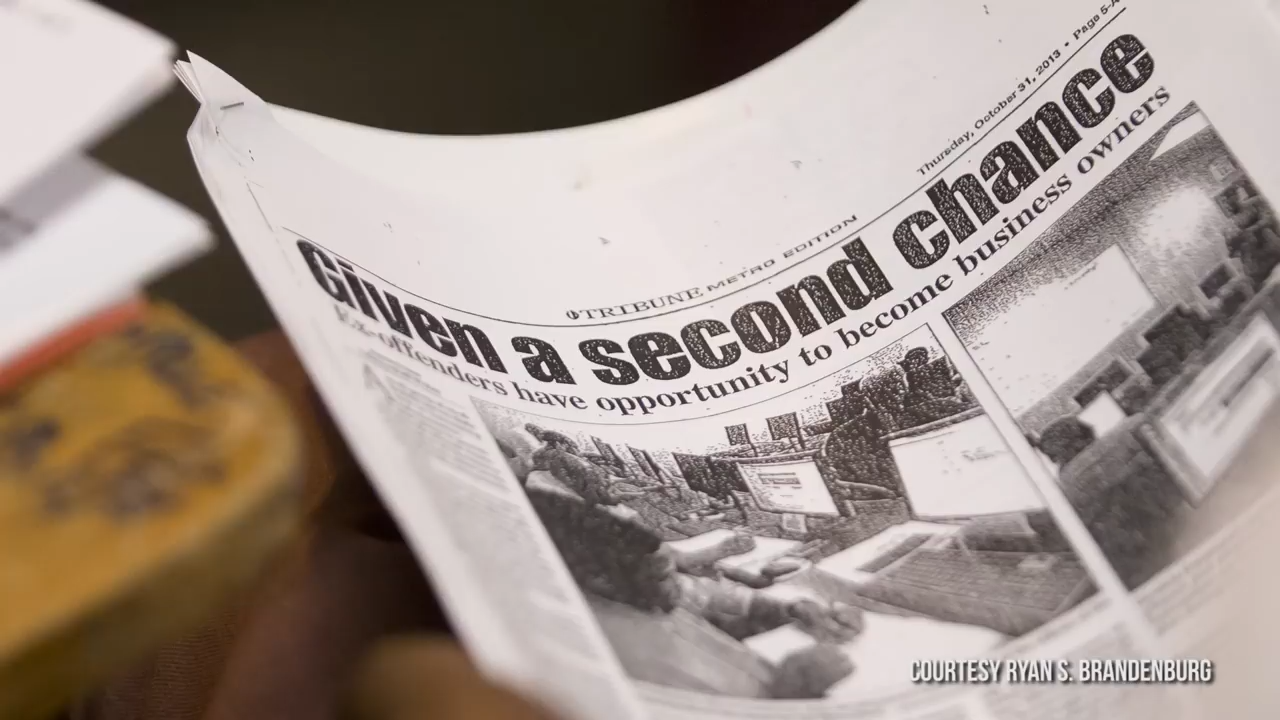 Thursday, October 31, 2013 • Page 5-A
TRIBUNE METRO EDITION
Given a second chance
Ex-offenders have opportunity to become business owners
COURTESY RYAN S. BRANDENBURG